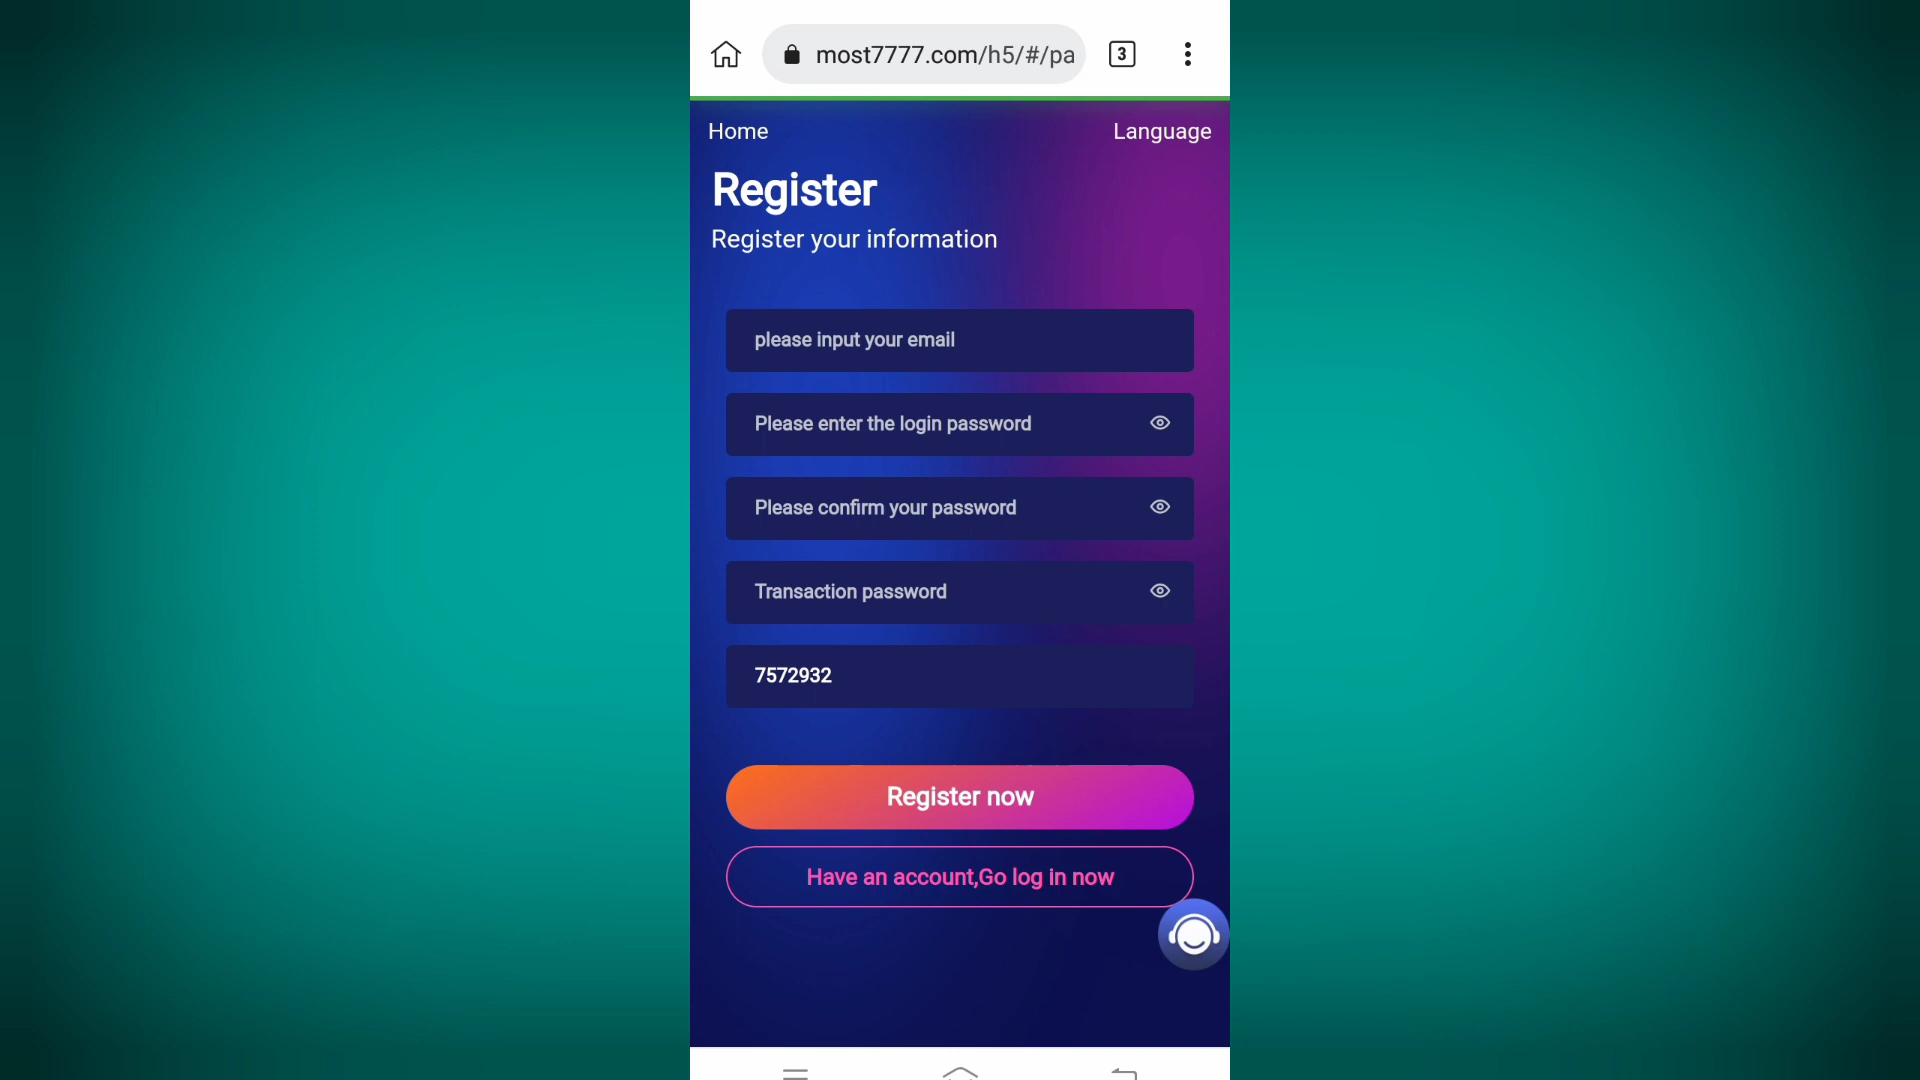 most7777.com/h5/#/pa
3
Home
Language
Register
Register your information
please input your email
Please enter the login password
Please confirm your password
Transaction password
7572932
Register now
Have an account,Go log in now